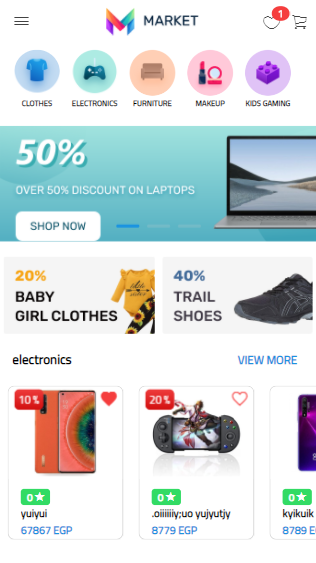 MARKET
1
CLOTHES
ELECTRONICS
FURNITURE
MAKEUP
KIDS GAMING
50%
OVER 50% DISCOUNT ON LAPTOPS
SHOP NOW
20%
BABY
GIRL CLOTHES
40%
TRAIL
SHOES
electronics
VIEW MORE
10%
20%
0★
0★
0★
yuiyui
.oiiiiiy;uo yujyutjy
kyikuik
67867 EGP
8779 EGP
8789 E